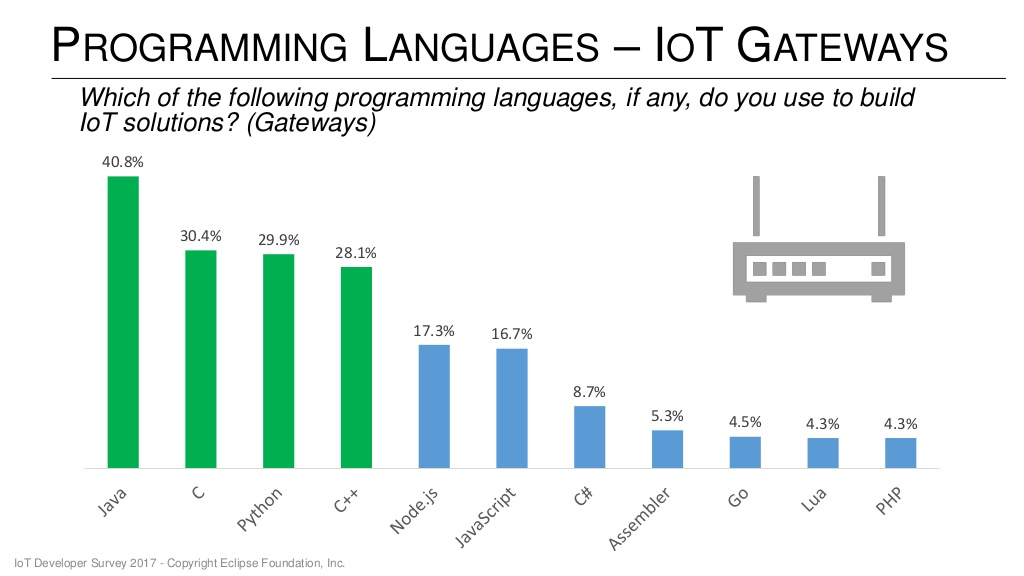 PROGRAMMING LANGUAGES – IOT GATEWAYS
Which of the following programming languages, if any, do you use to build
IoT solutions? (Gateways)
40.8%
30.4%
29.9%
28.1%
17.3%
16.7%
8.7%
5.3%
4.5%
4.3%
4.3%
Java
C
Python
C++
Node.js
JavaScript
C#
Assembler
Go
Lua
PHP
IoT Developer Survey 2017 - Copyright Eclipse Foundation, Inc.